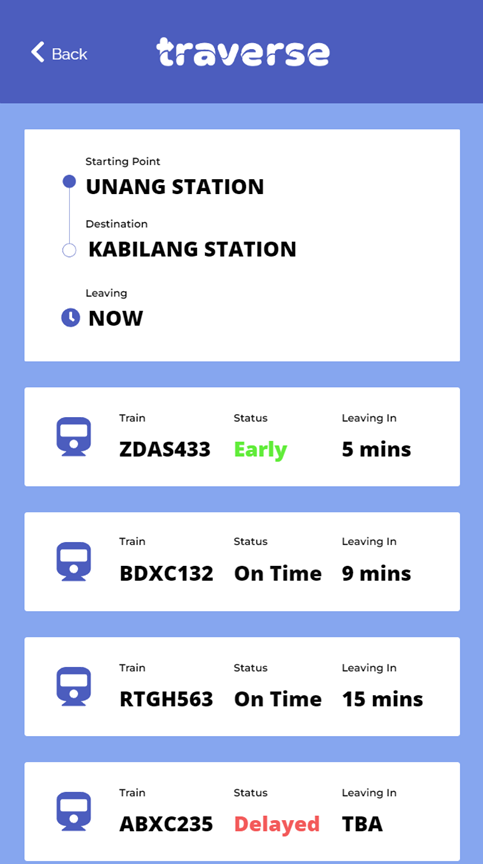 Back
traverse
Starting Point
UNANG STATION
Destination
KABILANG STATION
Leaving
NOW
Train Status Leaving In
ZDAS433 Early 5 mins
Train Status Leaving In
BDXC132 On Time 9 mins
Train Status Leaving In
RTGH563 On Time 15 mins
Train Status Leaving In
ABXC235 Delayed TBA